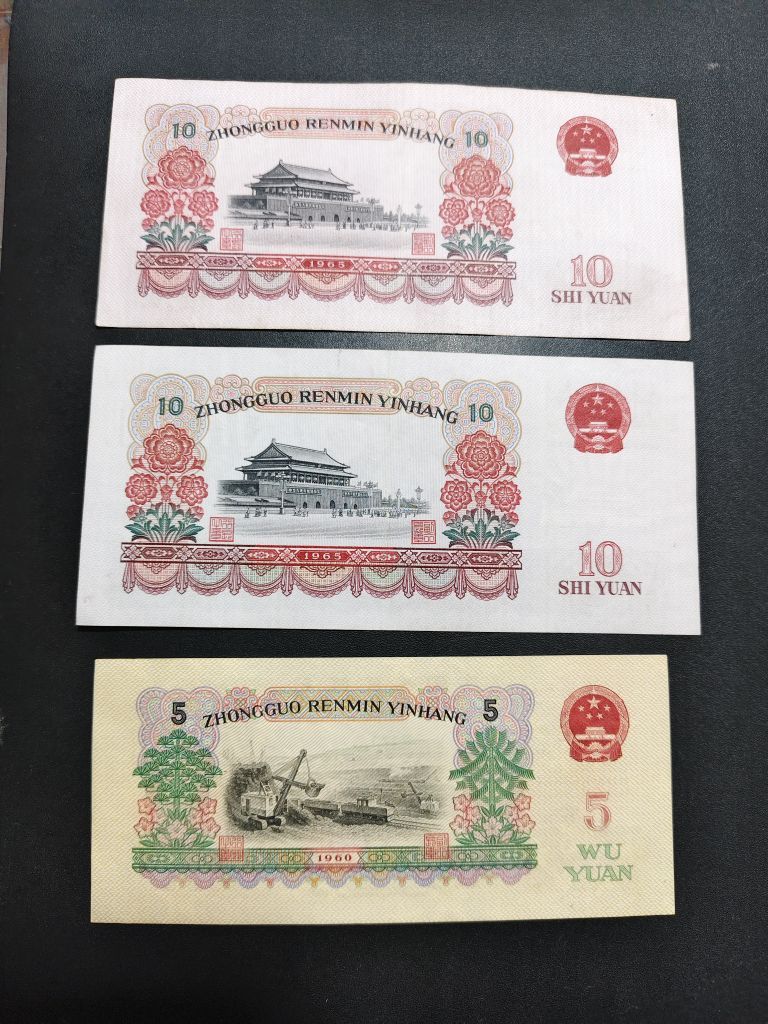 10 ZHONGGUO RENMIN YINHANG 10
1965
10
SHI YUAN
10 ZHONGGUO RENMIN YINHANG 10
1965
10
SHI YUAN
5 ZHONGGUO RENMIN YINHANG 5
1960
5
WU
YUAN